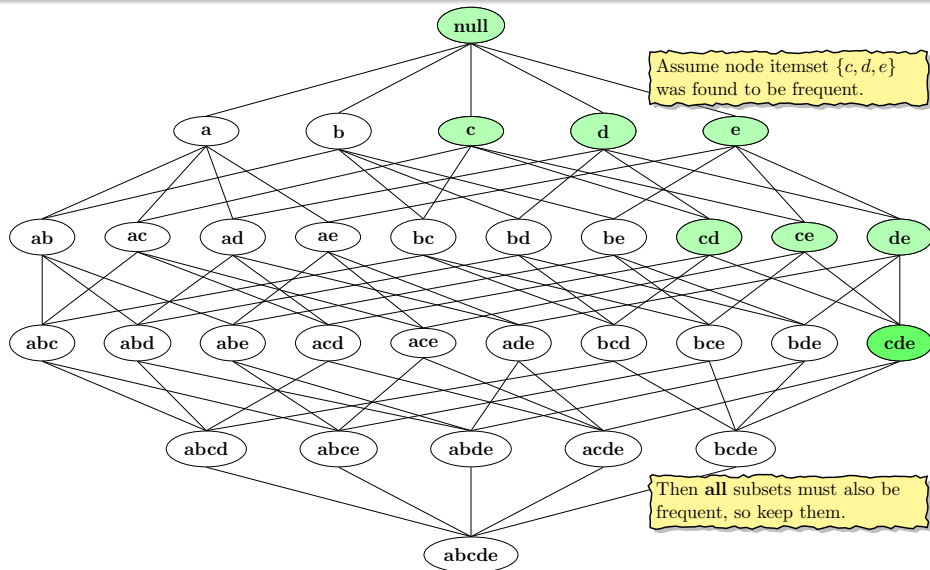 null
Assume node itemset {c, d, e}
was found to be frequent.
a b c d e
ab ac ad ae bc bd be cd ce de
abc abd abe acd ace ade bcd bce bde cde
abcd abce abde acde bcde
Then all subsets must also be
frequent, so keep them.
abcde